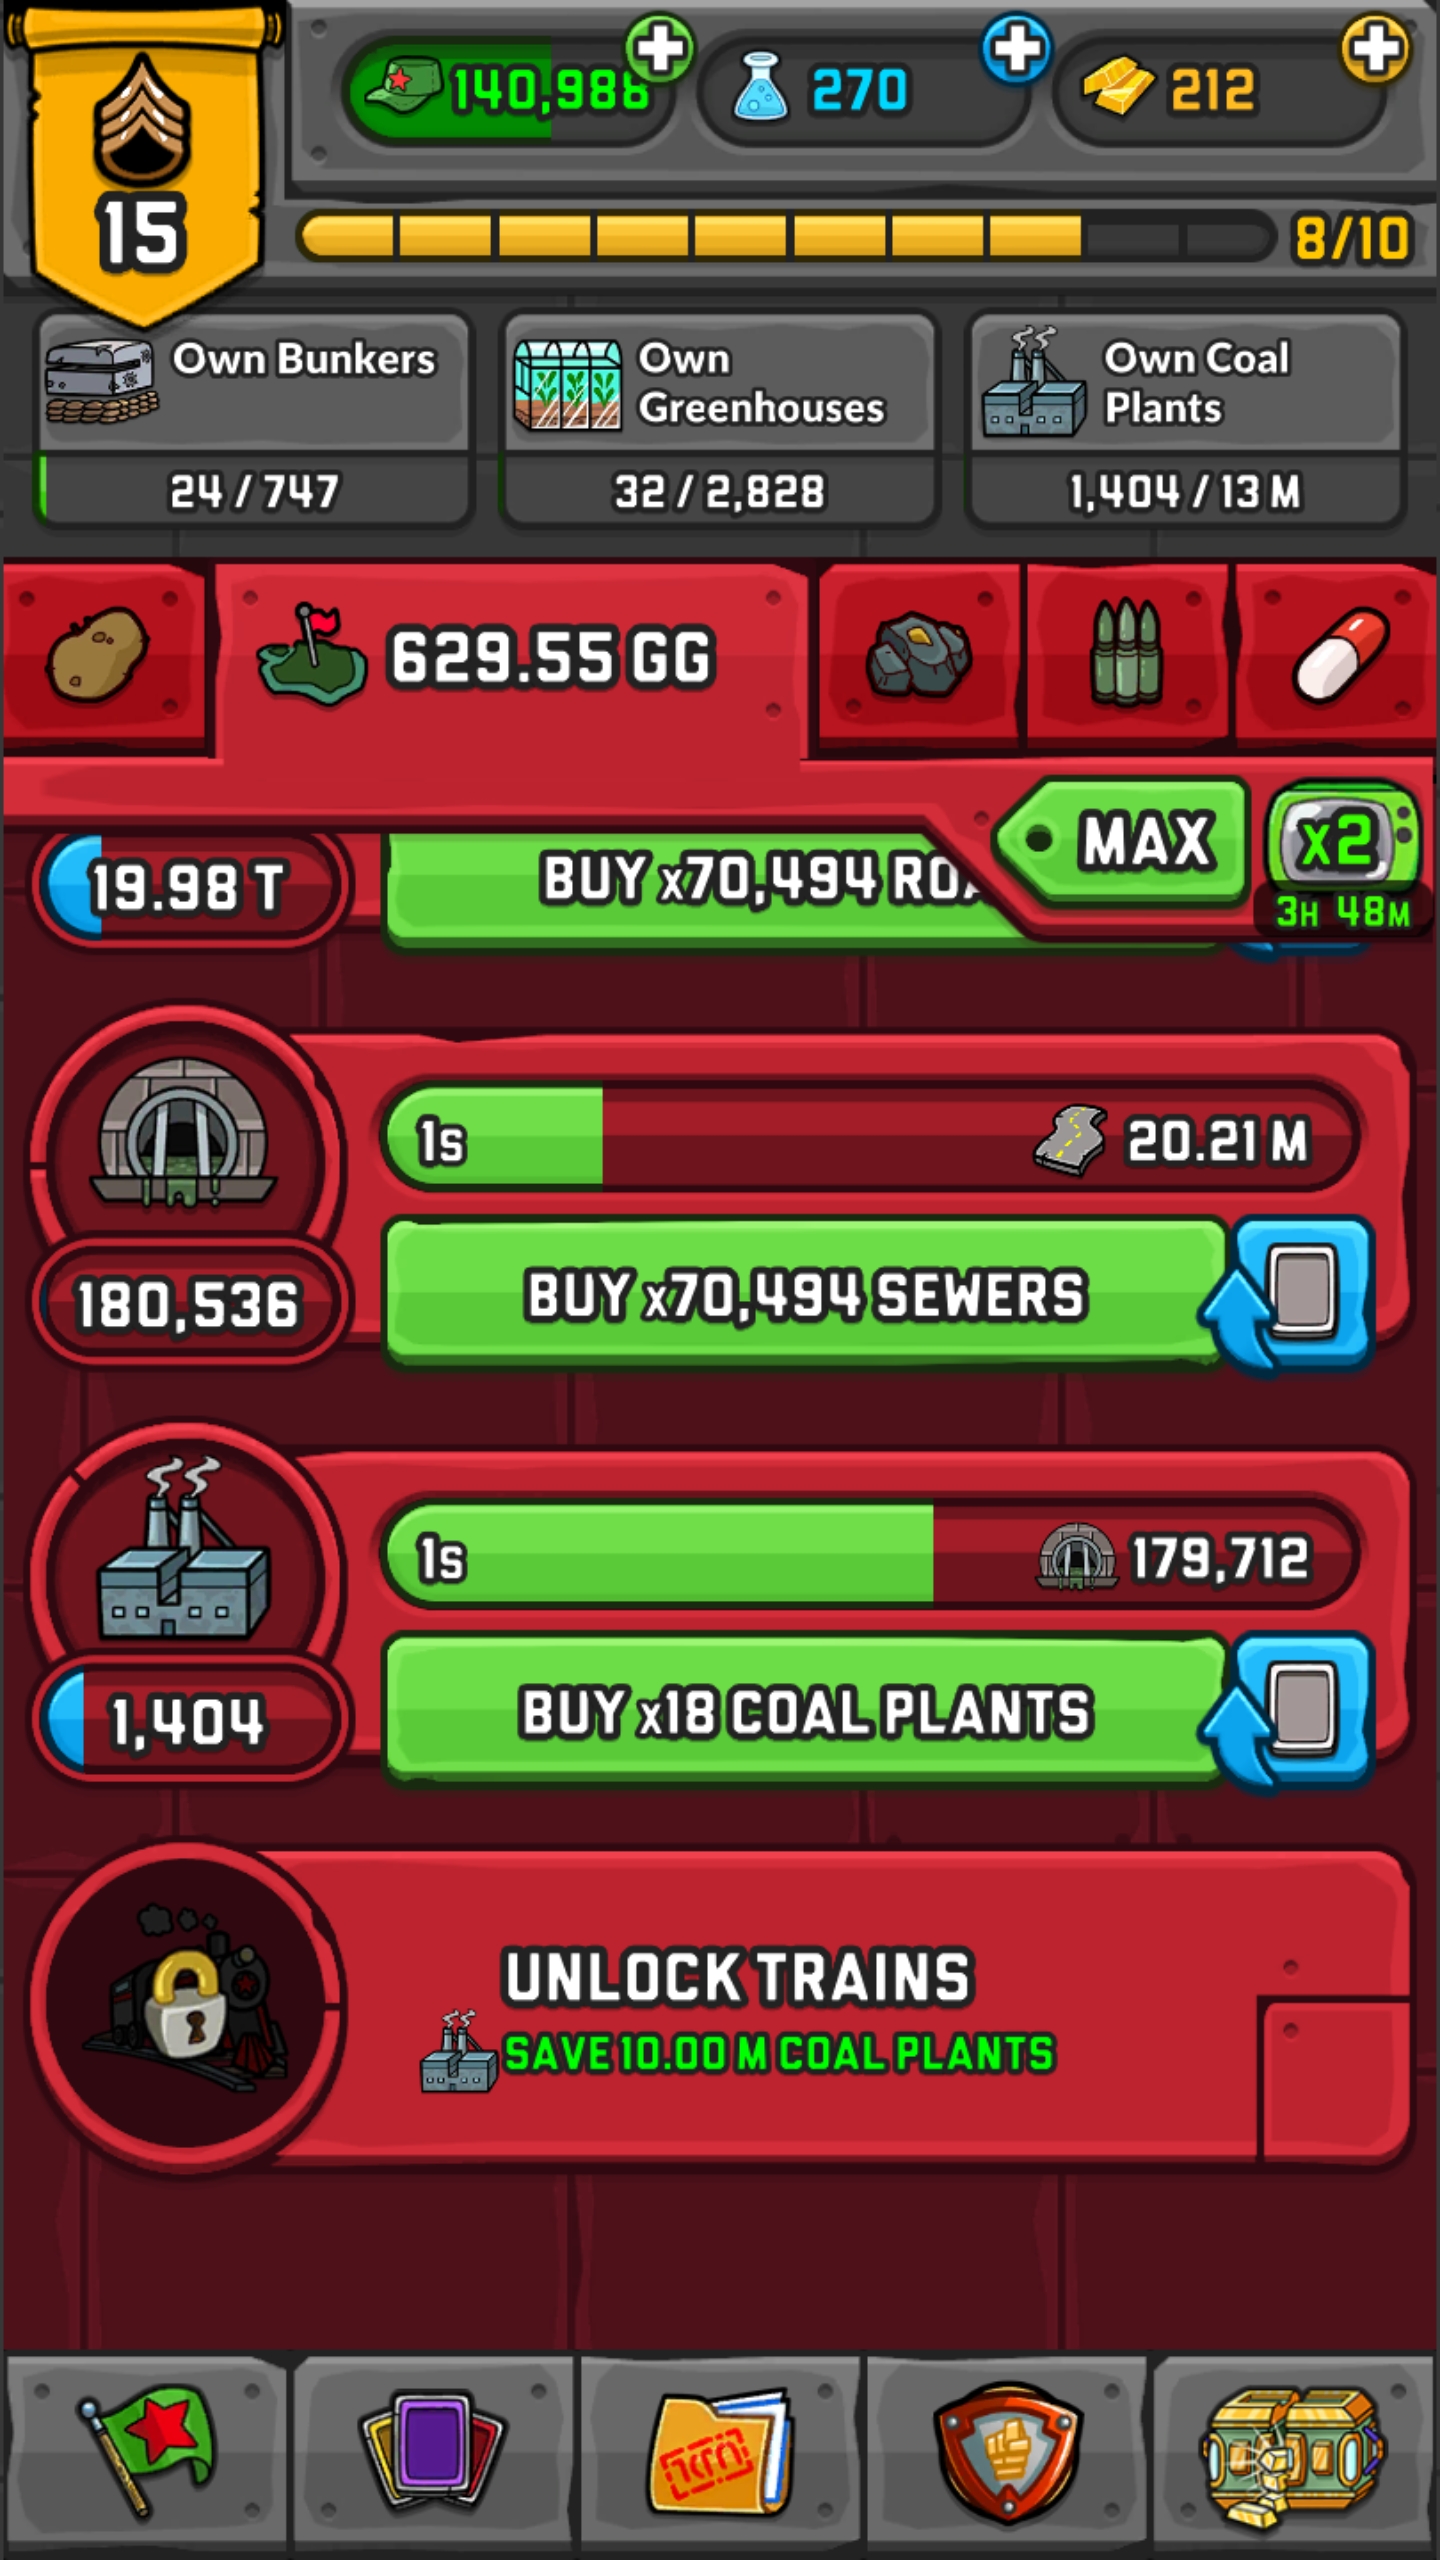 140,988
270
212
15
8/10
Own Bunkers
24 / 747
Own
Greenhouses
32 / 2,828
Own Coal
Plants
1,404 / 13 M
629.55 GG
MAX
x2
3H 48M
19.98 T
BUY x70,494
1s
20.21 M
180,536
BUY x70,494 SEWERS
1s
179,712
1,404
BUY x18 COAL PLANTS
UNLOCK TRAINS
SAVE 10.00 M COAL PLANTS